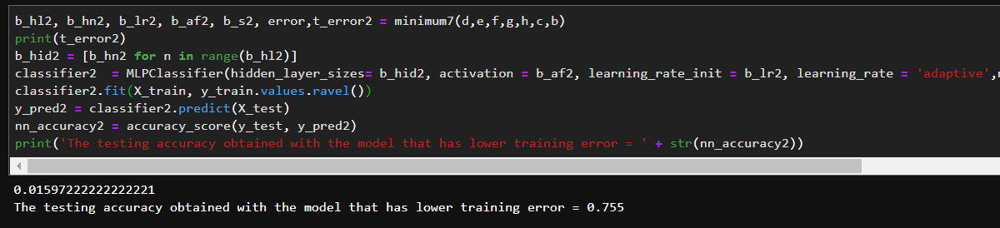 b_hl2, b_hn2, b_lr2, b_af2, b_s2, error,t_error2 = minimum7(d,e,f,g,h,c,b)
print(t_error2)
b_hid2 = [b_hn2 for n in range(b_hl2)]
classifier2  = MLPClassifier(hidden_layer_sizes= b_hid2, activation = b_af2, learning_rate_init = b_lr2, learning_rate = 'adaptive',
classifier2.fit(X_train, y_train.values.ravel())
y_pred2 = classifier2.predict(X_test)
nn_accuracy2 = accuracy_score(y_test, y_pred2)
print('The testing accuracy obtained with the model that has lower training error = ' + str(nn_accuracy2))
0.01597222222222221
The testing accuracy obtained with the model that has lower training error = 0.755